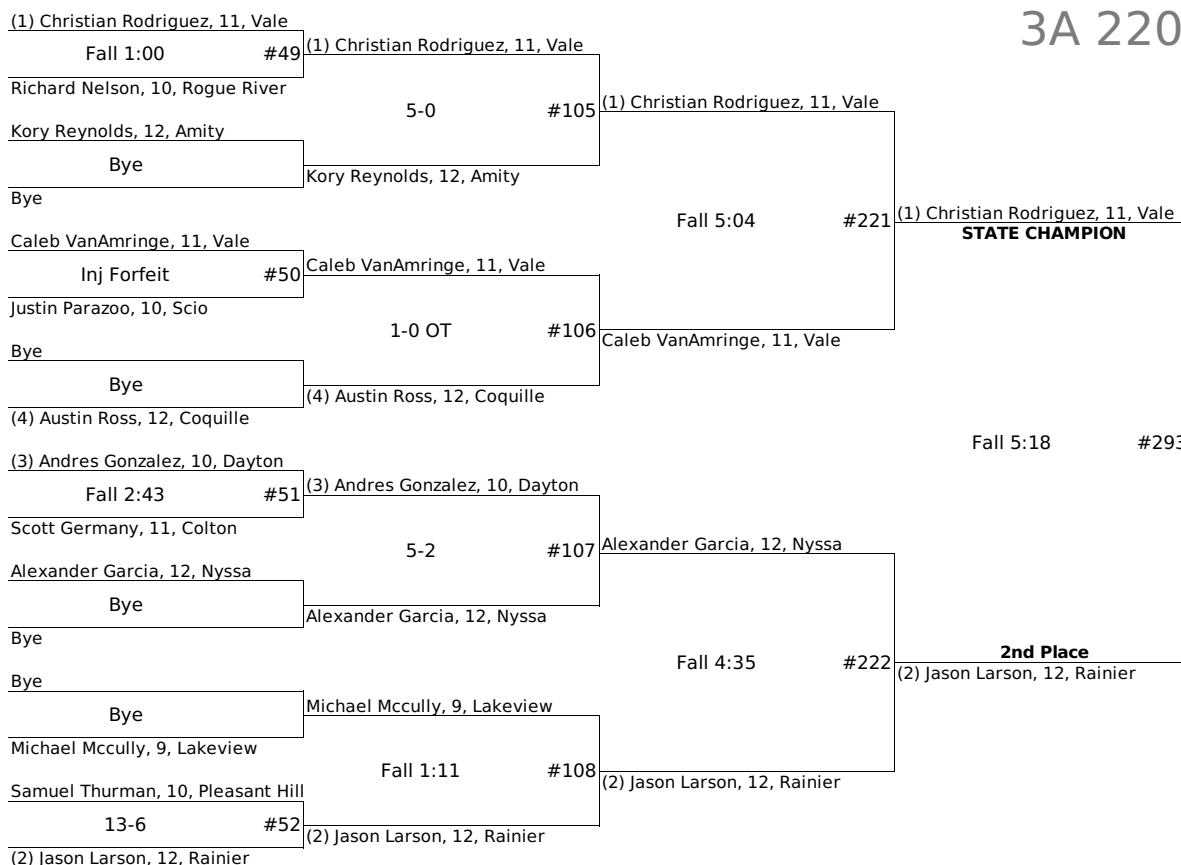 3A 220
(1) Christian Rodriguez, 11, Vale
Fall 1:00 #49
Richard Nelson, 10, Rogue River
Kory Reynolds, 12, Amity
Bye
Bye
Caleb VanAmringe, 11, Vale
Inj Forfeit #50
Justin Parazoo, 10, Scio
Bye
Bye
(4) Austin Ross, 12, Coquille
(3) Andres Gonzalez, 10, Dayton
Fall 2:43 #51
Scott Germany, 11, Colton
Alexander Garcia, 12, Nyssa
Bye
Bye
Bye
Bye
Michael Mccully, 9, Lakeview
Samuel Thurman, 10, Pleasant Hill
13-6 #52
(2) Jason Larson, 12, Rainier
(1) Christian Rodriguez, 11, Vale
5-0 #105
Kory Reynolds, 12, Amity
Caleb VanAmringe, 11, Vale
1-0 OT #106
(4) Austin Ross, 12, Coquille
(3) Andres Gonzalez, 10, Dayton
5-2 #107
Alexander Garcia, 12, Nyssa
Michael Mccully, 9, Lakeview
Fall 1:11 #108
(2) Jason Larson, 12, Rainier
(1) Christian Rodriguez, 11, Vale
Fall 5:04 #221
Caleb VanAmringe, 11, Vale
Alexander Garcia, 12, Nyssa
Fall 4:35 #222
(2) Jason Larson, 12, Rainier
(1) Christian Rodriguez, 11, Vale
STATE CHAMPION
Fall 5:18 #293
2nd Place
(2) Jason Larson, 12, Rainier